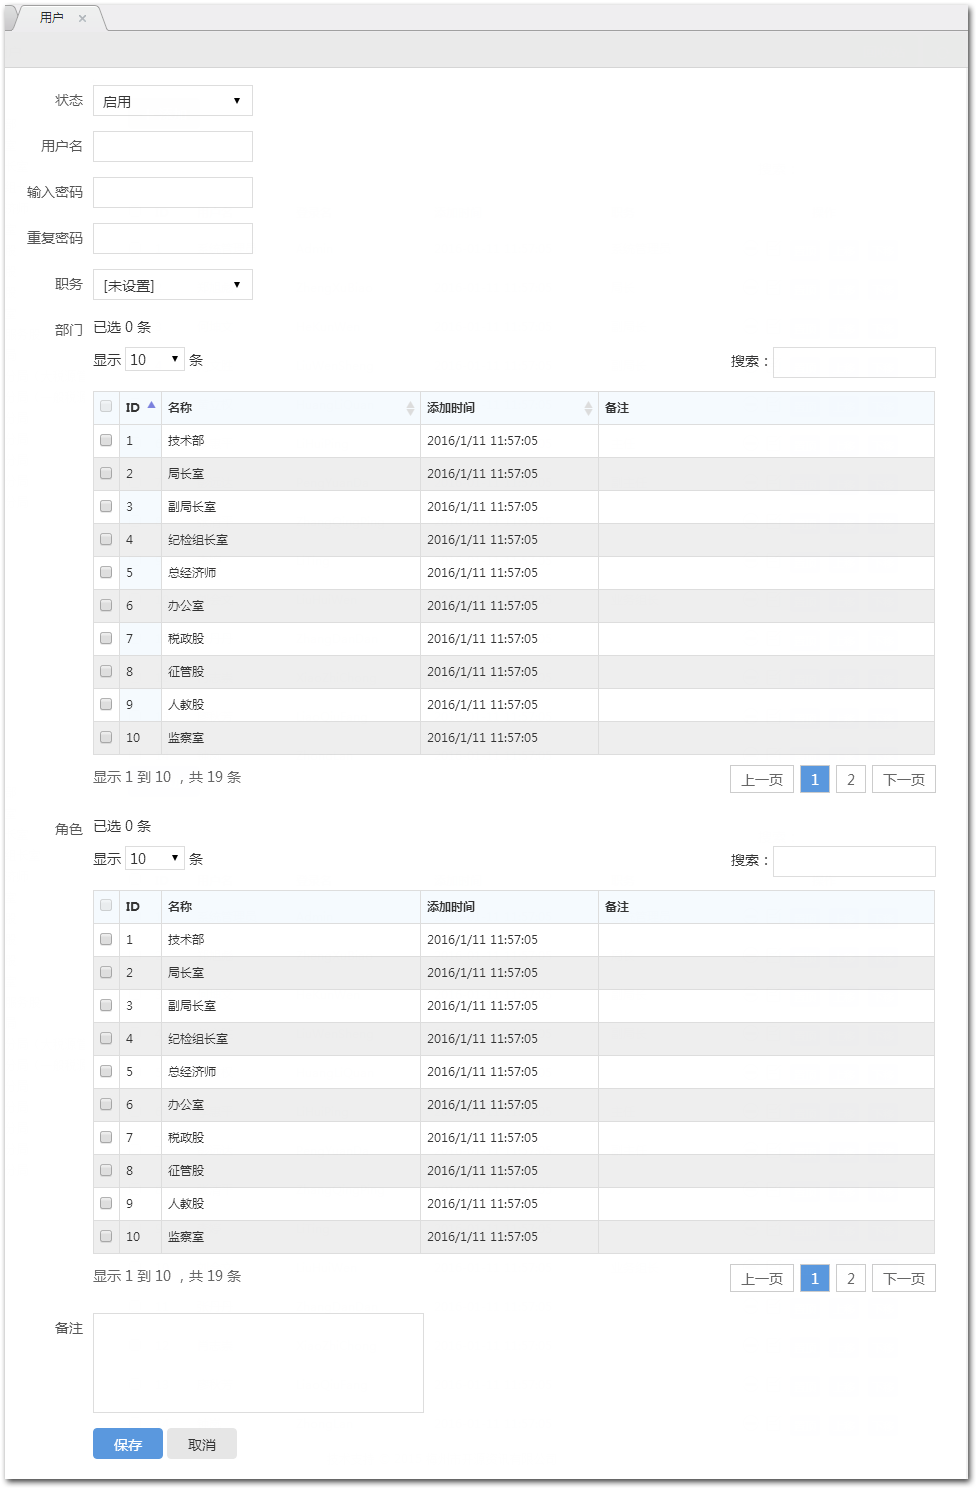 用户 ×
状态 启用
用户名
输入密码
重复密码
职务 [未设置]
部门 已选 0 条
显示 10 条 搜索：
ID 名称 添加时间 备注
1 技术部 2016/1/11 11:57:05
2 局长室 2016/1/11 11:57:05
3 副局长室 2016/1/11 11:57:05
4 纪检组长室 2016/1/11 11:57:05
5 总经济师 2016/1/11 11:57:05
6 办公室 2016/1/11 11:57:05
7 税政股 2016/1/11 11:57:05
8 征管股 2016/1/11 11:57:05
9 人教股 2016/1/11 11:57:05
10 监察室 2016/1/11 11:57:05
显示 1 到 10 ，共 19 条 上一页 1 2 下一页
角色 已选 0 条
显示 10 条 搜索：
ID 名称 添加时间 备注
1 技术部 2016/1/11 11:57:05
2 局长室 2016/1/11 11:57:05
3 副局长室 2016/1/11 11:57:05
4 纪检组长室 2016/1/11 11:57:05
5 总经济师 2016/1/11 11:57:05
6 办公室 2016/1/11 11:57:05
7 税政股 2016/1/11 11:57:05
8 征管股 2016/1/11 11:57:05
9 人教股 2016/1/11 11:57:05
10 监察室 2016/1/11 11:57:05
显示 1 到 10 ，共 19 条 上一页 1 2 下一页
备注
保存 取消